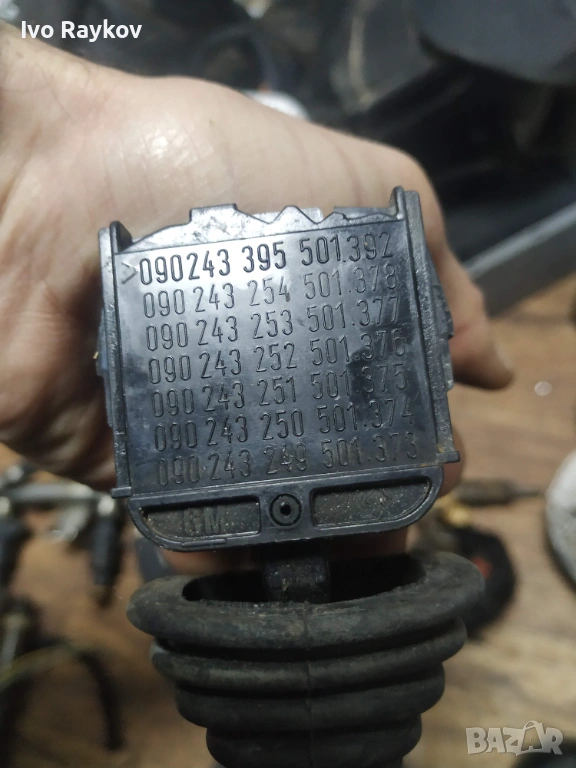 Ivo Raykov
>090243 395 501.392
090 243 254 501.378
090 243 253 501.377
090 243 252 501.376
090 243 251 501.375
090 243 250 501.374
090 243 249 501.373
GM
BAZAR